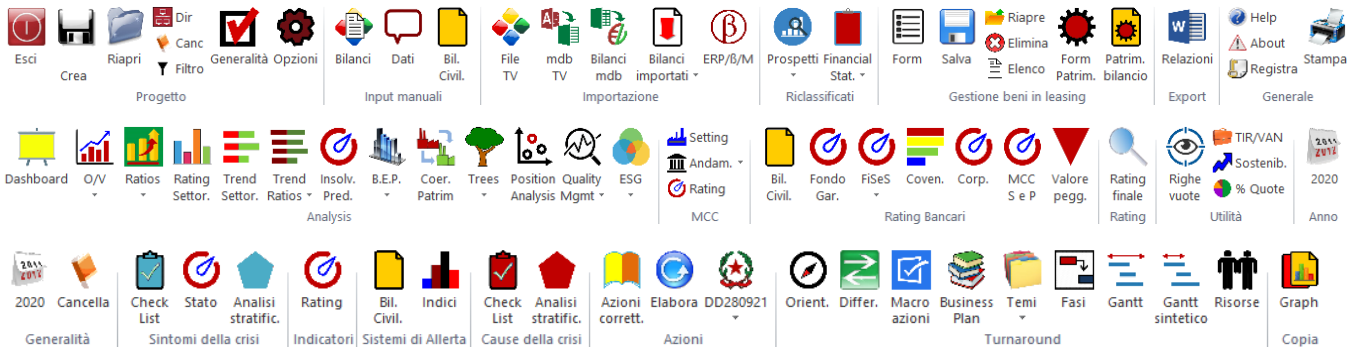 Esci
Crea
Riapri
Dir
Canc
Filtro
Generalità
Opzioni
Progetto
Bilanci
Dati
Bil.
Civil.
Input manuali
File
TV
mdb
TV
Bilanci
mdb
Bilanci
importati
ERP/ß/M
Importazione
Prospetti
Financial
Stat.
Riclassificati
Form
Salva
Riapre
Elimina
Elenco
Form
Patrim.
Patrim.
bilancio
Gestione beni in leasing
Relazioni
Export
Help
About
Registra
Stampa
Generale
Dashboard
O/V
Ratios
Rating
Settor.
Trend
Settor.
Trend
Ratios
Insolv.
Pred.
B.E.P.
Coer.
Patrim
Trees
Position
Analysis
Quality
Mgmt
ESG
Analysis
Setting
Andam.
Rating
MCC
Bil.
Civil.
Fondo
Gar.
FiSeS
Coven.
Corp.
MCC
S e P
Valore
pegg.
Rating Bancari
Rating
finale
Rating
Righe
vuote
TIR/VAN
Sostenib.
% Quote
Utilità
2011
2012
2020
Anno
2011
2012
2020
Cancella
Generalità
Check
List
Stato
Analisi
stratific.
Sintomi della crisi
Rating
Indicatori
Bil.
Civil.
Indici
Sistemi di Allerta
Check
List
Analisi
stratific.
Cause della crisi
Azioni
corrett.
Elabora
DD280921
Azioni
Orient.
Differ.
Macro
azioni
Business
Plan
Temi
Fasi
Gantt
Gantt
sintetico
Risorse
Turnaround
Graph
Copia